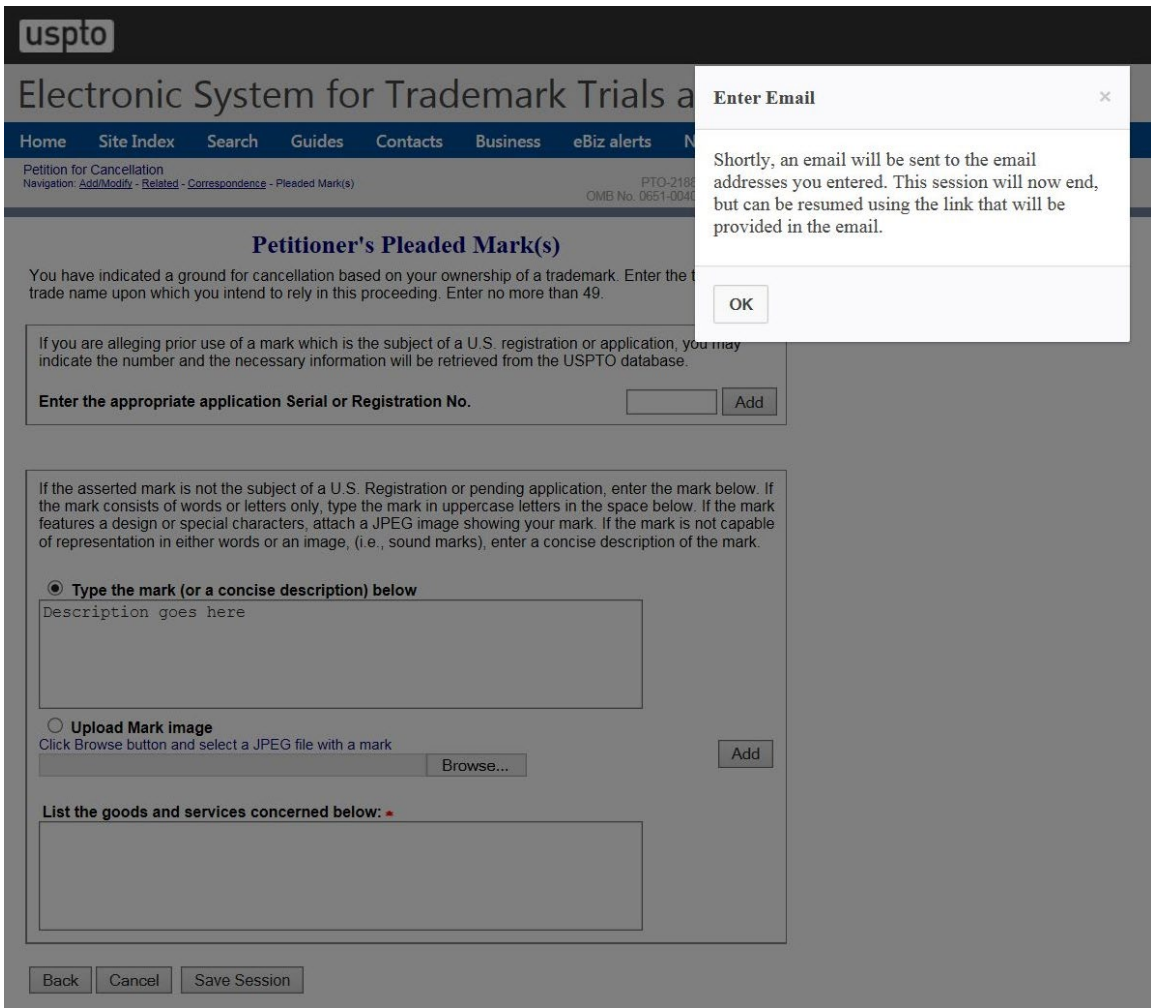 uspto
Electronic System for Trademark Trials a
Home Site Index Search Guides Contacts Business eBiz alerts N
Petition for Cancellation
Navigation: Add/Modify - Related - Correspondence - Pleaded Mark(s)
PTO-2188
OMB No. 0651-0040
Enter Email ×
Shortly, an email will be sent to the email
addresses you entered. This session will now end,
but can be resumed using the link that will be
provided in the email.
OK
Petitioner's Pleaded Mark(s)
You have indicated a ground for cancellation based on your ownership of a trademark. Enter the t
trade name upon which you intend to rely in this proceeding. Enter no more than 49.
If you are alleging prior use of a mark which is the subject of a U.S. registration or application, you may
indicate the number and the necessary information will be retrieved from the USPTO database.
Enter the appropriate application Serial or Registration No. Add
If the asserted mark is not the subject of a U.S. Registration or pending application, enter the mark below. If
the mark consists of words or letters only, type the mark in uppercase letters in the space below. If the mark
features a design or special characters, attach a JPEG image showing your mark. If the mark is not capable
of representation in either words or an image, (i.e., sound marks), enter a concise description of the mark.
Type the mark (or a concise description) below
Description goes here
Upload Mark image
Click Browse button and select a JPEG file with a mark
Browse... Add
List the goods and services concerned below:
Back Cancel Save Session